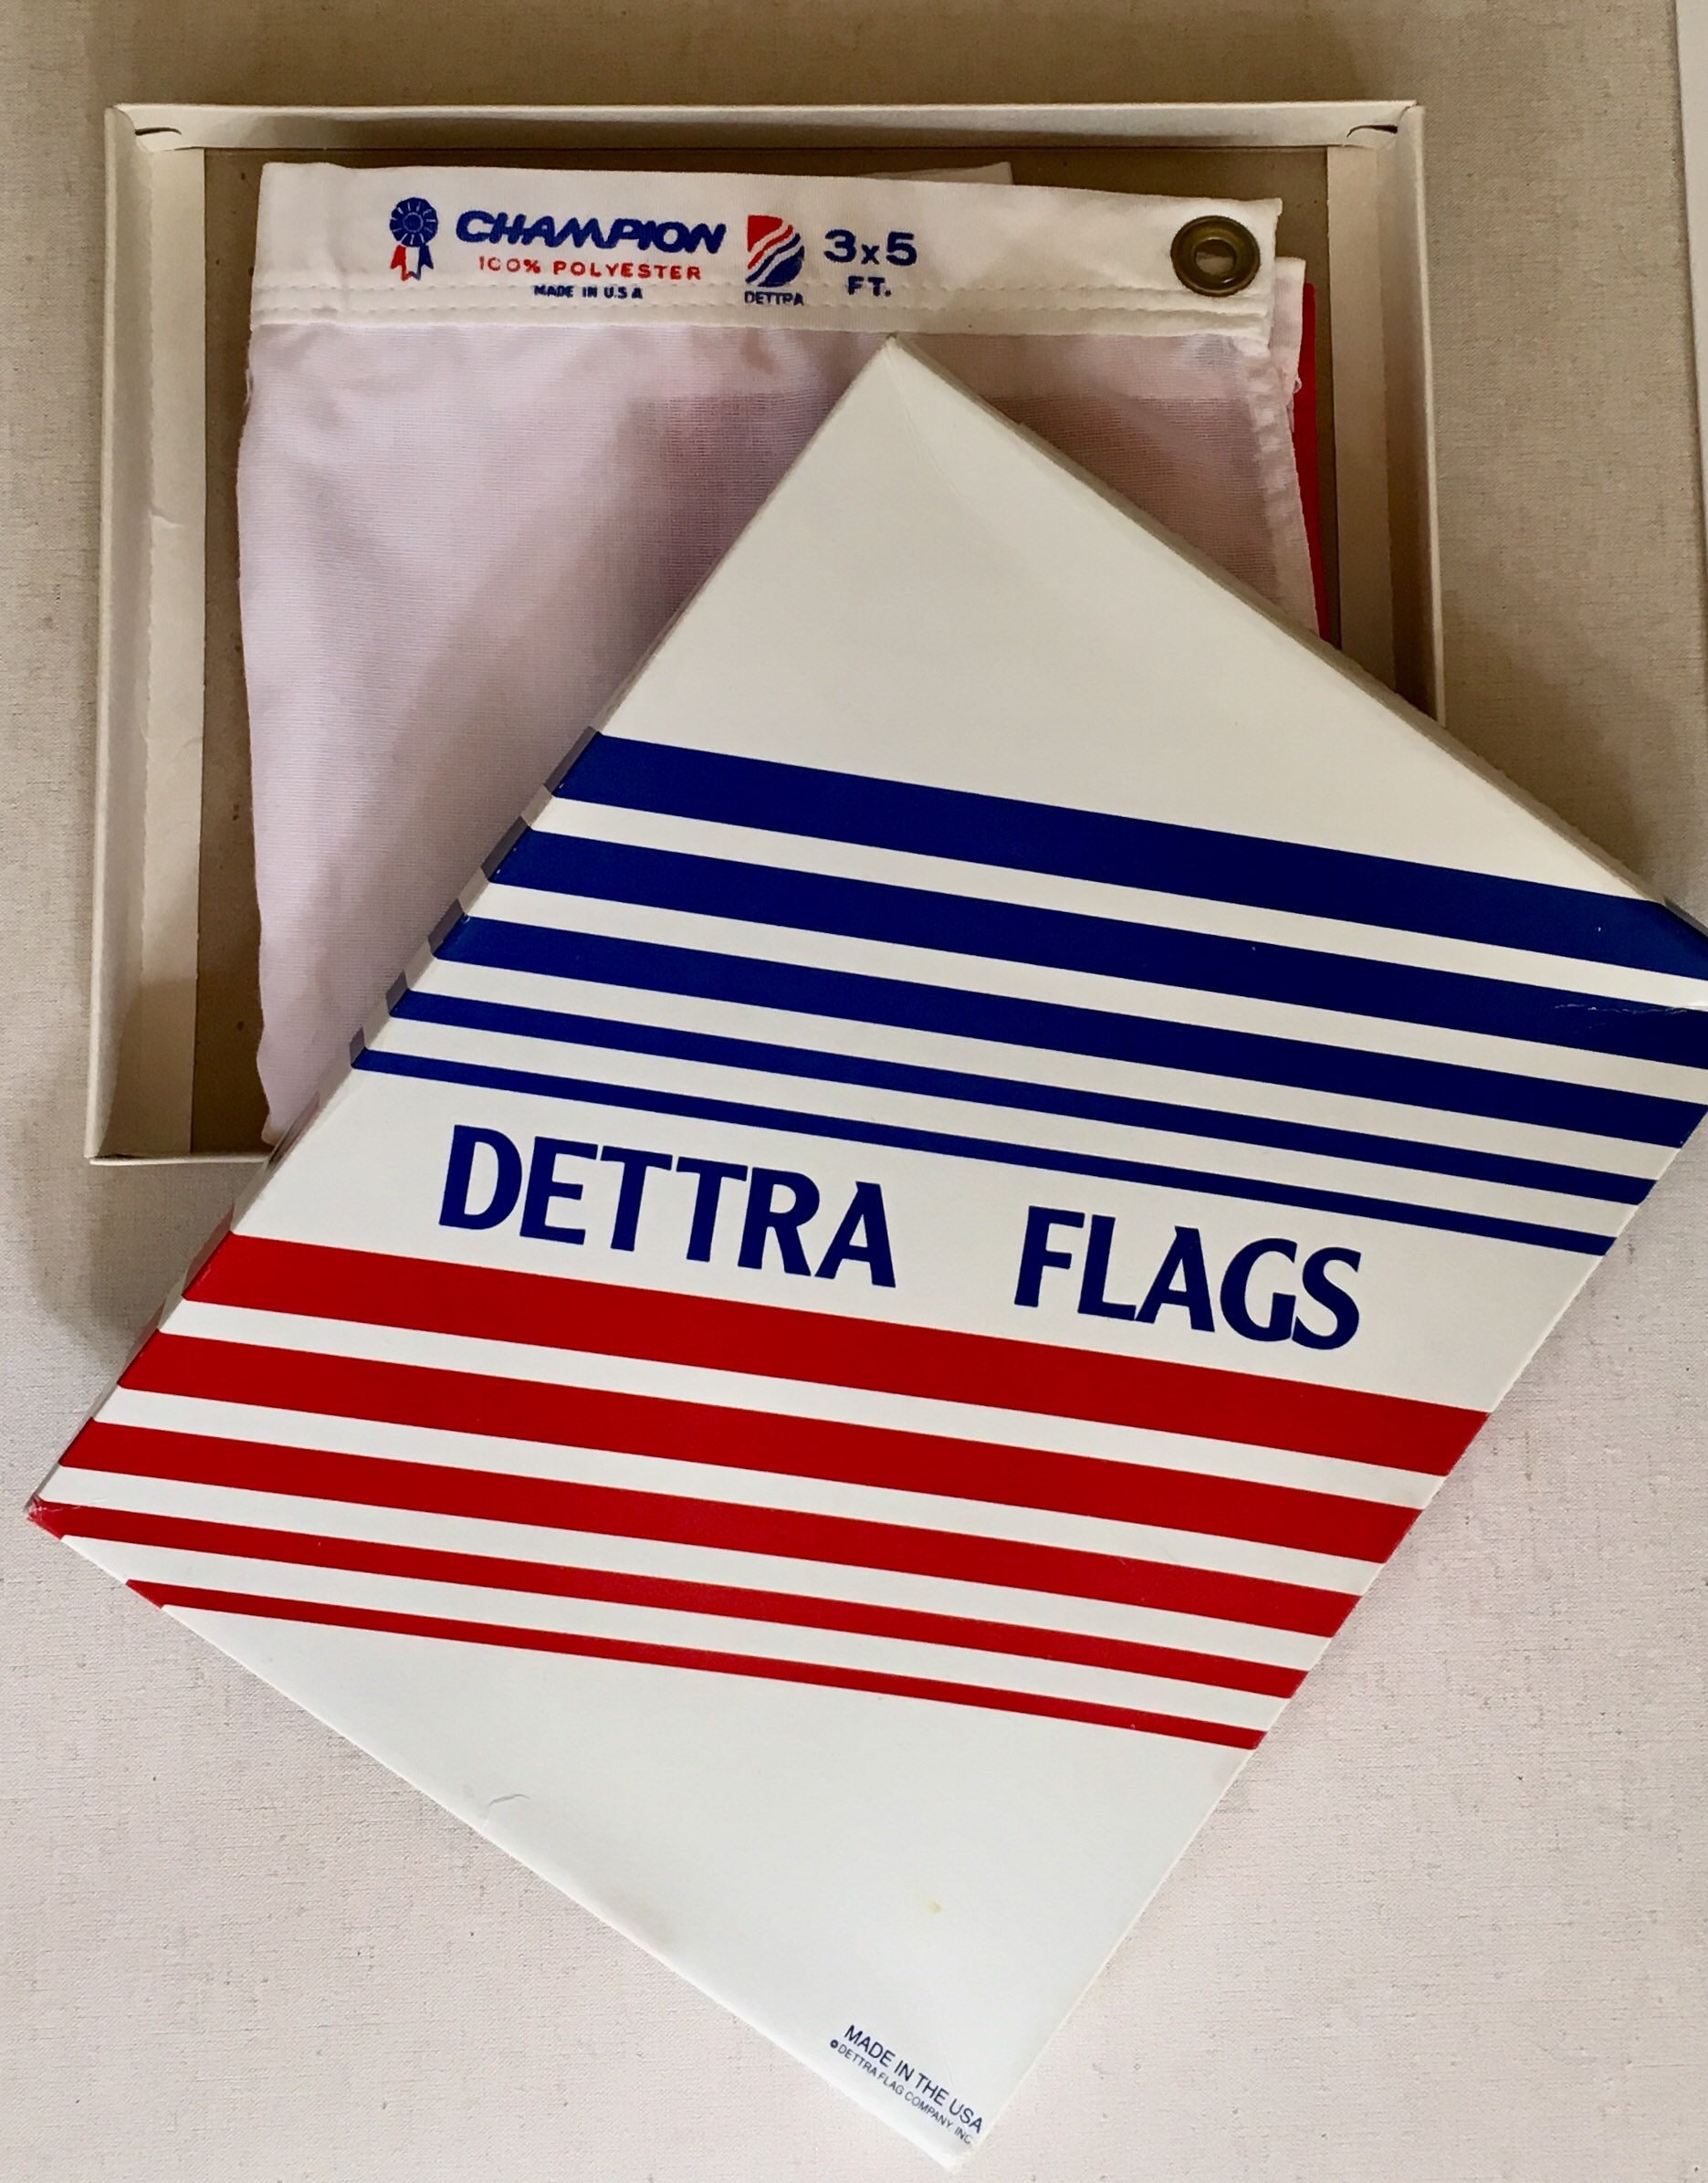 CHAMPION
100% POLYESTER
MADE IN U.S A
DETTRA
3x5
FT.
DETTRA FLAGS
MADE IN THE USA
© DETTRA FLAG COMPANY, INC